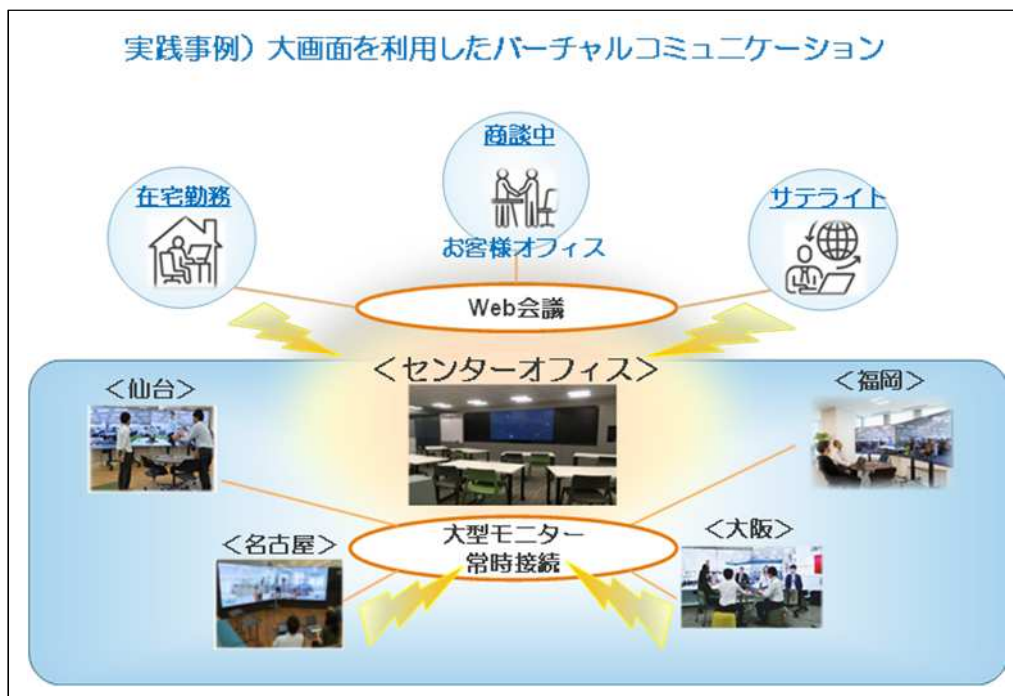 実践事例）大画面を利用したバーチャルコミュニケーション
商談中
在宅勤務
サテライト
お客様オフィス
Web会議
＜センターオフィス＞
＜仙台＞
＜福岡＞
＜名古屋＞
大型モニター
常時接続
＜大阪＞